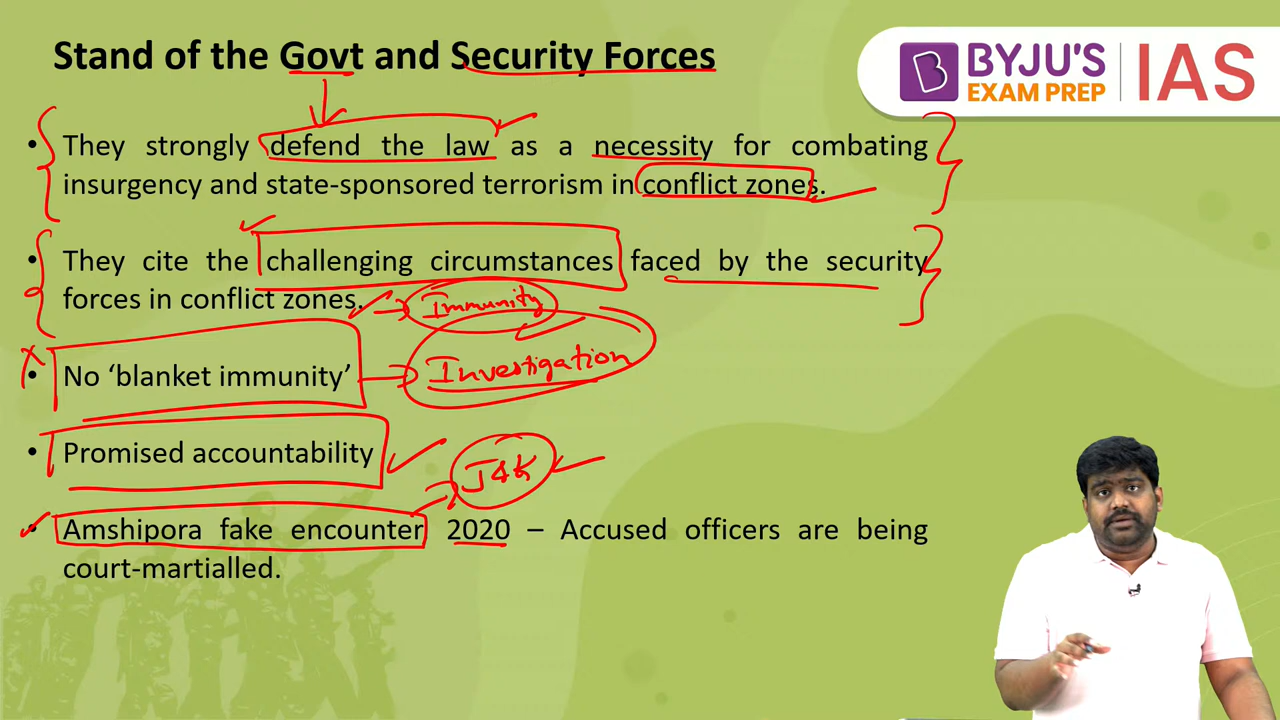 Stand of the Govt and Security Forces
BYJU'S
EXAM PREP
IAS
• They strongly defend the law as a necessity for combating
insurgency and state-sponsored terrorism in conflict zones.
• They cite the challenging circumstances faced by the security
forces in conflict zones.
Immunity
• No ‘blanket immunity’
Investigation
• Promised accountability
J&K
• Amshipora fake encounter 2020 – Accused officers are being
court-martialled.